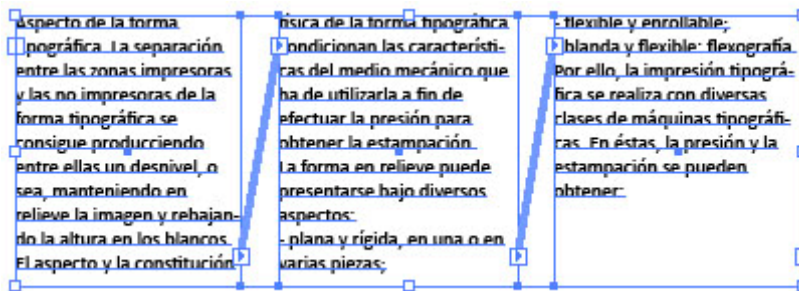 Aspecto de la forma
tipográfica. La separación
entre las zonas impresoras
y las no impresoras de la
forma tipográfica se
consigue produciendo
entre ellas un desnivel, o
sea, manteniendo en
relieve la imagen y rebajan-
do la altura en los blancos.
El aspecto y la constitución
física de la forma tipográfica
condicionan las característi-
cas del medio mecánico que
ha de utilizarla a fin de
efectuar la presión para
obtener la estampación.
La forma en relieve puede
presentarse bajo diversos
aspectos:
- plana y rígida, en una o en
varias piezas;
- flexible y enrollable;
blanda y flexible: flexografía.
Por ello, la impresión tipográ-
fica se realiza con diversas
clases de máquinas tipográfi-
cas. En éstas, la presión y la
estampación se pueden
obtener: